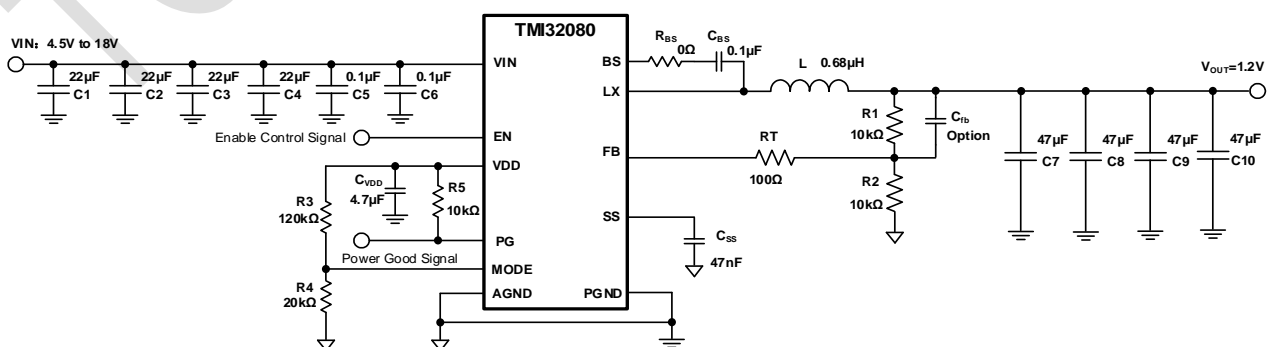 TMI32080
VIN: 4.5V to 18V
22µF
C1
22µF
C2
22µF
C3
22µF
C4
0.1µF
C5
0.1µF
C6
VIN
EN
VDD
PG
MODE
AGND
BS
LX
FB
SS
PGND
Enable Control Signal
CVDD
4.7µF
R5
10kΩ
R3
120kΩ
Power Good Signal
R4
20kΩ
RBS
0Ω
CBS
0.1µF
L 0.68µH
VOUT=1.2V
R1
10kΩ
Cfb
Option
RT
100Ω
R2
10kΩ
CSS
47nF
47µF
C7
47µF
C8
47µF
C9
47µF
C10